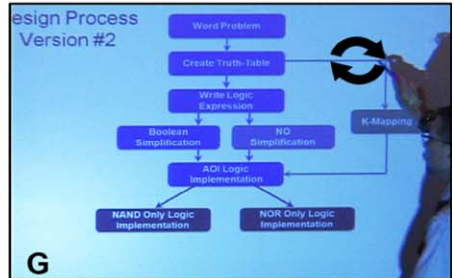 esign Process
Version #2
Word Problem
Create Truth-Table
Write Logic
Expression
Boolean
Simplification
NO
Simplification
K-Mapping
AOI Logic
Implementation
NAND Only Logic
Implementation
NOR Only Logic
Implementation
G